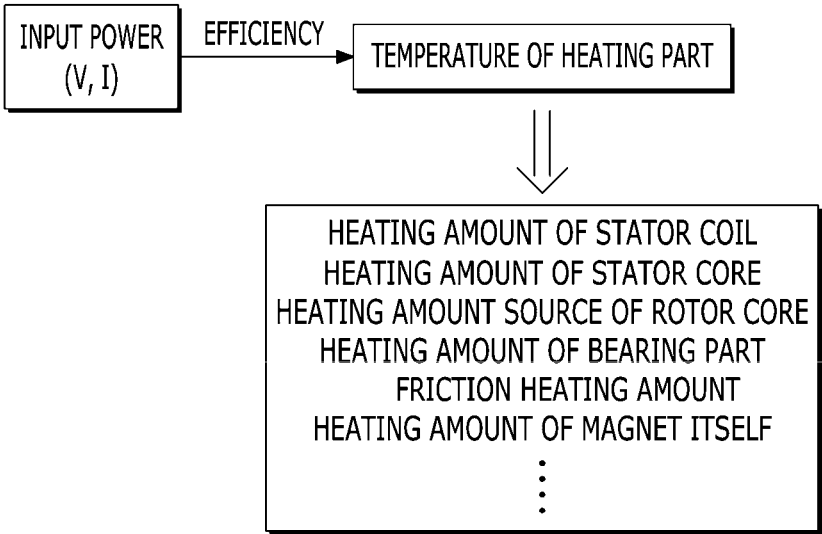 INPUT POWER
(V, I)
EFFICIENCY
TEMPERATURE OF HEATING PART
HEATING AMOUNT OF STATOR COIL
HEATING AMOUNT OF STATOR CORE
HEATING AMOUNT SOURCE OF ROTOR CORE
HEATING AMOUNT OF BEARING PART
FRICTION HEATING AMOUNT
HEATING AMOUNT OF MAGNET ITSELF